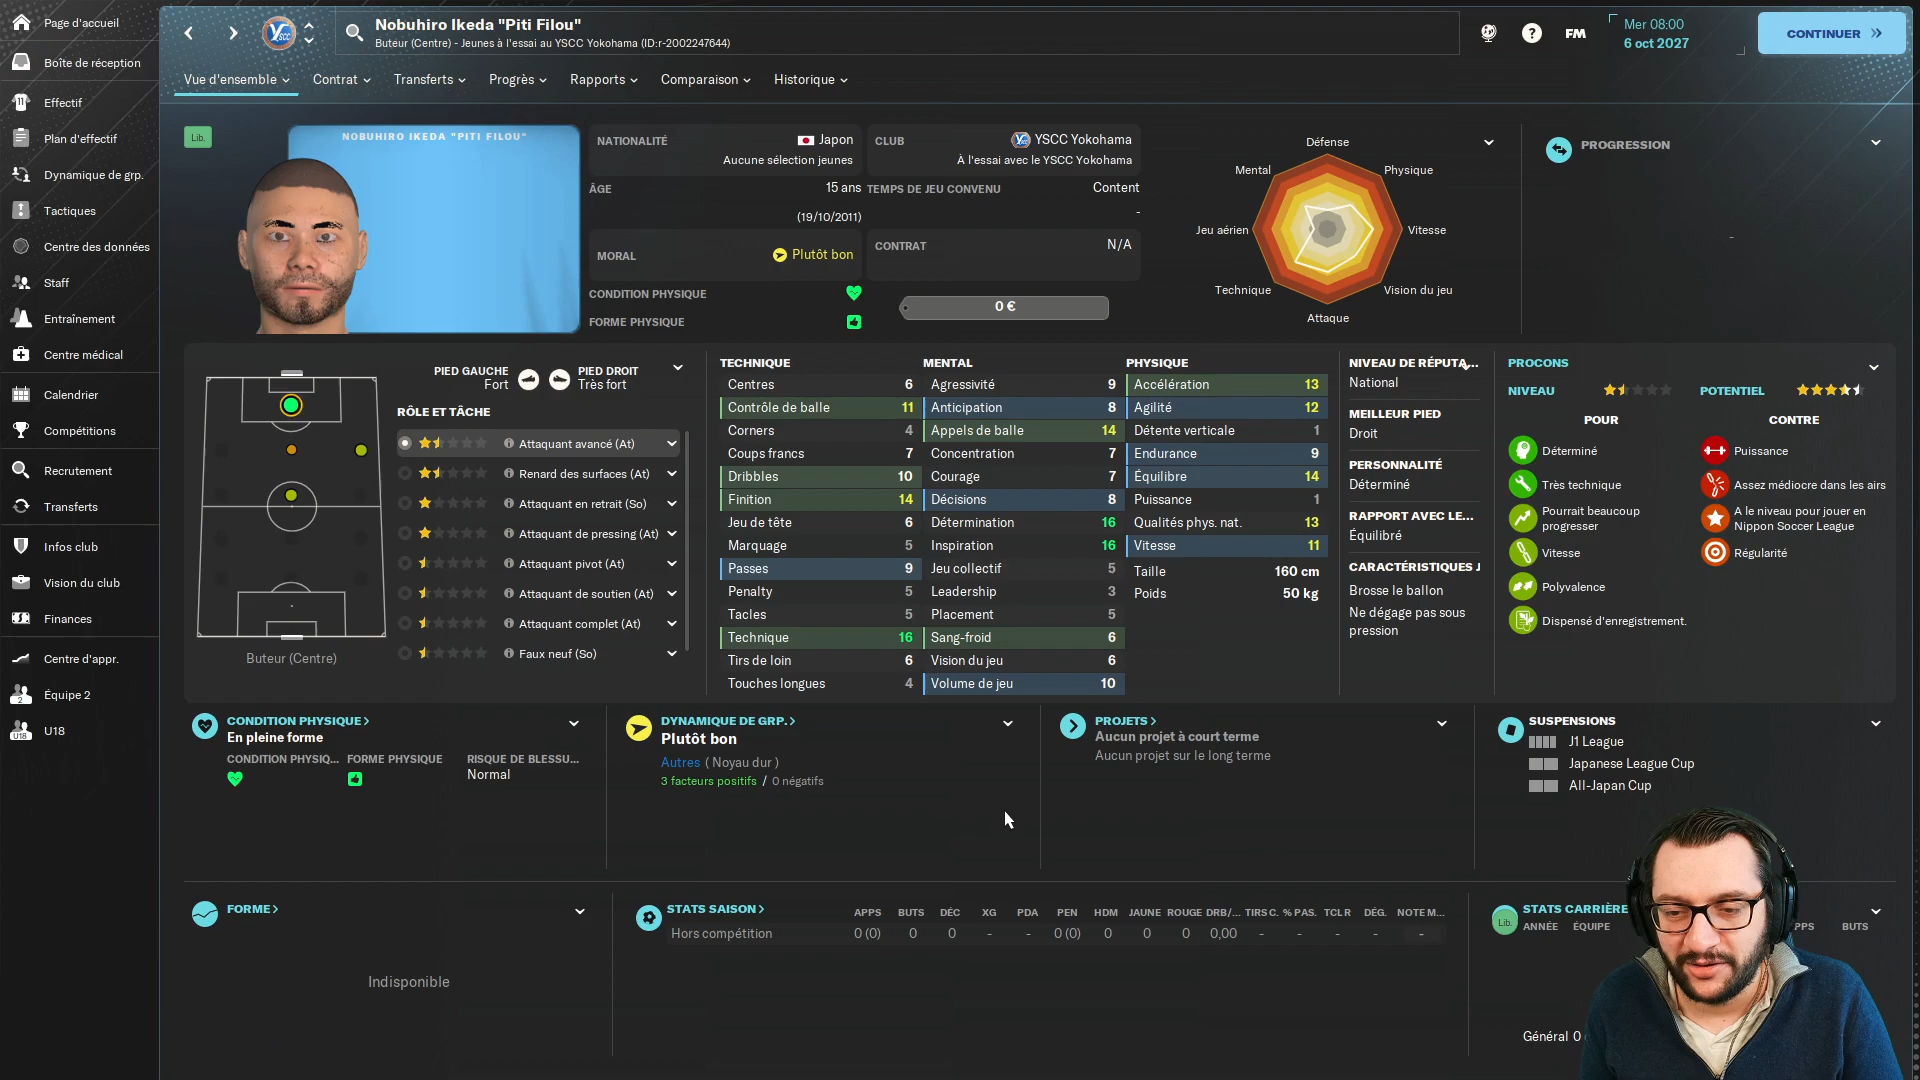 Page d'accueil
Boîte de réception
Effectif
Plan d'effectif
Dynamique de grp.
Tactiques
Centre des données
Staff
Entraînement
Centre médical
Calendrier
Compétitions
Recrutement
Transferts
Infos club
Vision du club
Finances
Centre d'appr.
Équipe 2
U18
Nobuhiro Ikeda "Piti Filou"
Buteur (Centre) - Jeunes à l'essai au YSCC Yokohama (ID:r-2002247644)
FM
Mer 08:00
6 oct 2027
CONTINUER
Vue d'ensemble Contrat Transferts Progrès Rapports Comparaison Historique
Lib.
NOBUHIRO IKEDA "PITI FILOU"
NATIONALITÉ Japon
Aucune sélection jeunes
ÂGE 15 ans
(19/10/2011)
MORAL Plutôt bon
CONDITION PHYSIQUE
FORME PHYSIQUE
CLUB YSCC Yokohama
À l'essai avec le YSCC Yokohama
TEMPS DE JEU CONVENU Content
-
CONTRAT N/A
0 €
Défense
Physique
Vitesse
Vision du jeu
Attaque
Technique
Jeu aérien
Mental
PROGRESSION
-
PIED GAUCHE
Fort
PIED DROIT
Très fort
RÔLE ET TÂCHE
Attaquant avancé (At)
Renard des surfaces (At)
Attaquant en retrait (So)
Attaquant de pressing (At)
Attaquant pivot (At)
Attaquant de soutien (At)
Attaquant complet (At)
Faux neuf (So)
Buteur (Centre)
TECHNIQUE
Centres 6
Contrôle de balle 11
Corners 4
Coups francs 7
Dribbles 10
Finition 14
Jeu de tête 6
Marquage 5
Passes 9
Penalty 5
Tacles 5
Technique 16
Tirs de loin 6
Touches longues 4
MENTAL
Agressivité 9
Anticipation 8
Appels de balle 14
Concentration 7
Courage 7
Décisions 8
Détermination 16
Inspiration 16
Jeu collectif 5
Leadership 3
Placement 5
Sang-froid 6
Vision du jeu 6
Volume de jeu 10
PHYSIQUE
Accélération 13
Agilité 12
Détente verticale 1
Endurance 9
Équilibre 14
Puissance 1
Qualités phys. nat. 13
Vitesse 11
Taille 160 cm
Poids 50 kg
NIVEAU DE RÉPUTA...
National
MEILLEUR PIED
Droit
PERSONNALITÉ
Déterminé
RAPPORT AVEC LE...
Équilibré
CARACTÉRISTIQUES J
Brosse le ballon
Ne dégage pas sous
pression
PROCONS
NIVEAU
POTENTIEL
POUR
Déterminé
Très technique
Pourrait beaucoup
progresser
Vitesse
Polyvalence
Dispensé d'enregistrement.
CONTRE
Puissance
Assez médiocre dans les airs
A le niveau pour jouer en
Nippon Soccer League
Régularité
CONDITION PHYSIQUE
En pleine forme
CONDITION PHYSIQ... FORME PHYSIQUE RISQUE DE BLESSU...
Normal
DYNAMIQUE DE GRP.
Plutôt bon
Autres ( Noyau dur )
3 facteurs positifs / 0 négatifs
PROJETS
Aucun projet à court terme
Aucun projet sur le long terme
SUSPENSIONS
J1 League
Japanese League Cup
All-Japan Cup
FORME
Indisponible
STATS SAISON APPS BUTS DÉC XG PDA PEN HDM JAUNE ROUGE DRB/... TIRS C. % PAS. TCL R DÉG. NOTE M...
Hors compétition 0 (0) 0 0 - - 0 (0) 0 0 0 0,00 - - - - -
Lib.
STATS CARRIÈRE
ANNÉE ÉQUIPE PPS BUTS
Général 0